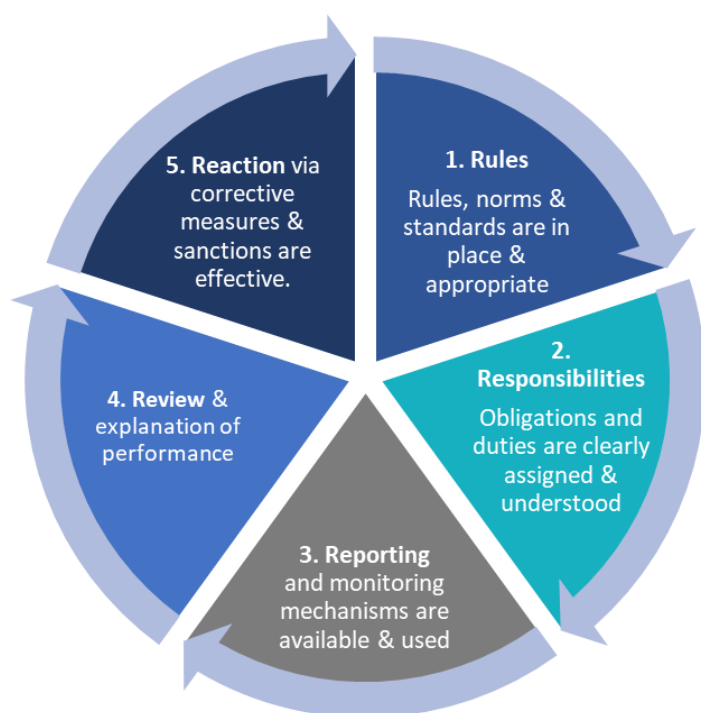 1. Rules
Rules, norms &
standards are in
place &
appropriate
2.
Responsibilities
Obligations and
duties are clearly
assigned &
understood
3. Reporting
and monitoring
mechanisms are
available & used
4. Review &
explanation of
performance
5. Reaction via
corrective
measures &
sanctions are
effective.